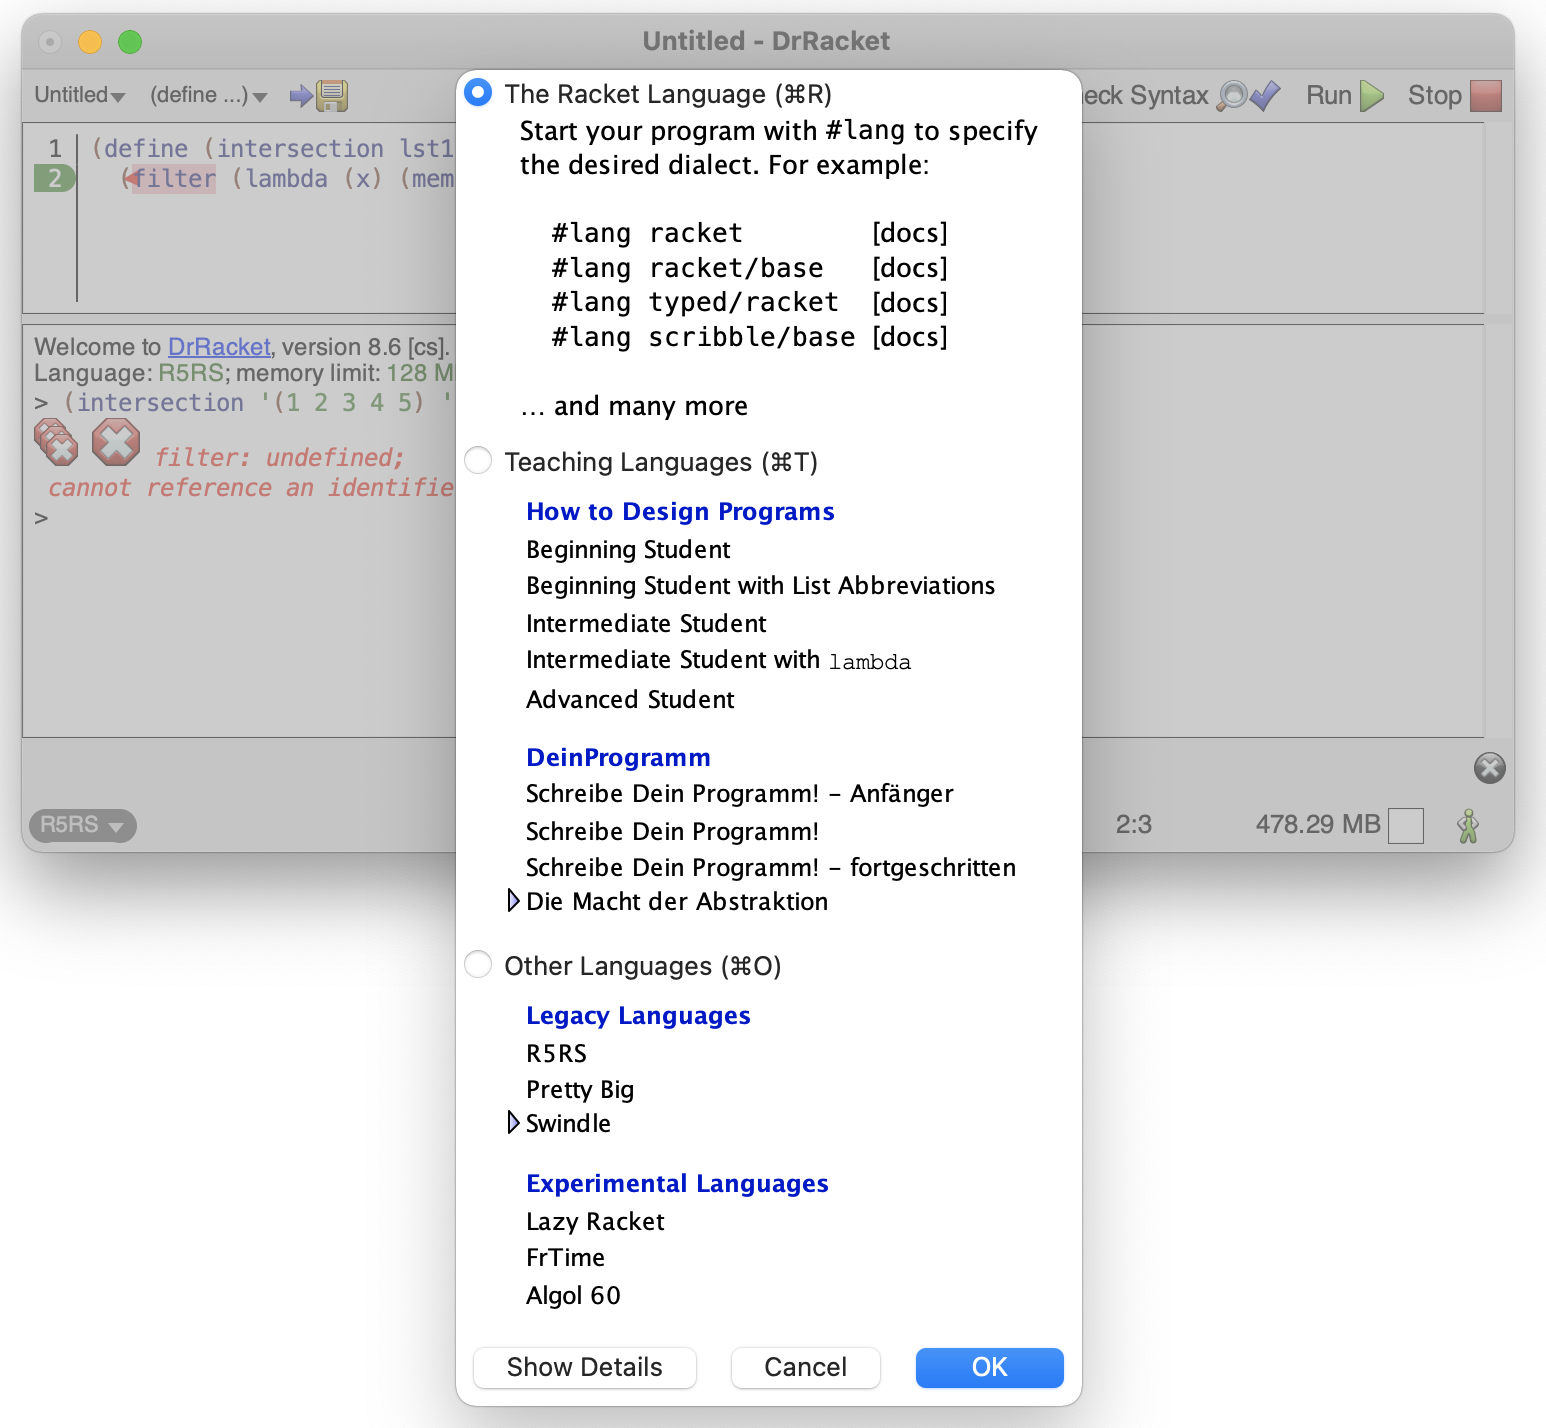 Untitled - DrRacket
Untitled (define ...) eck Syntax Run Stop
1 (define (intersection lst1
2 (filter (lambda (x) (mem
Welcome to DrRacket, version 8.6 [cs].
Language: R5RS; memory limit: 128 M
> (intersection '(1 2 3 4 5) '
filter: undefined;
cannot reference an identifie
>
R5RS 2:3 478.29 MB
The Racket Language (⌘R)
Start your program with #lang to specify
the desired dialect. For example:
#lang racket [docs]
#lang racket/base [docs]
#lang typed/racket [docs]
#lang scribble/base [docs]
... and many more
Teaching Languages (⌘T)
How to Design Programs
Beginning Student
Beginning Student with List Abbreviations
Intermediate Student
Intermediate Student with lambda
Advanced Student
DeinProgramm
Schreibe Dein Programm! – Anfänger
Schreibe Dein Programm!
Schreibe Dein Programm! – fortgeschritten
Die Macht der Abstraktion
Other Languages (⌘O)
Legacy Languages
R5RS
Pretty Big
Swindle
Experimental Languages
Lazy Racket
FrTime
Algol 60
Show Details Cancel OK